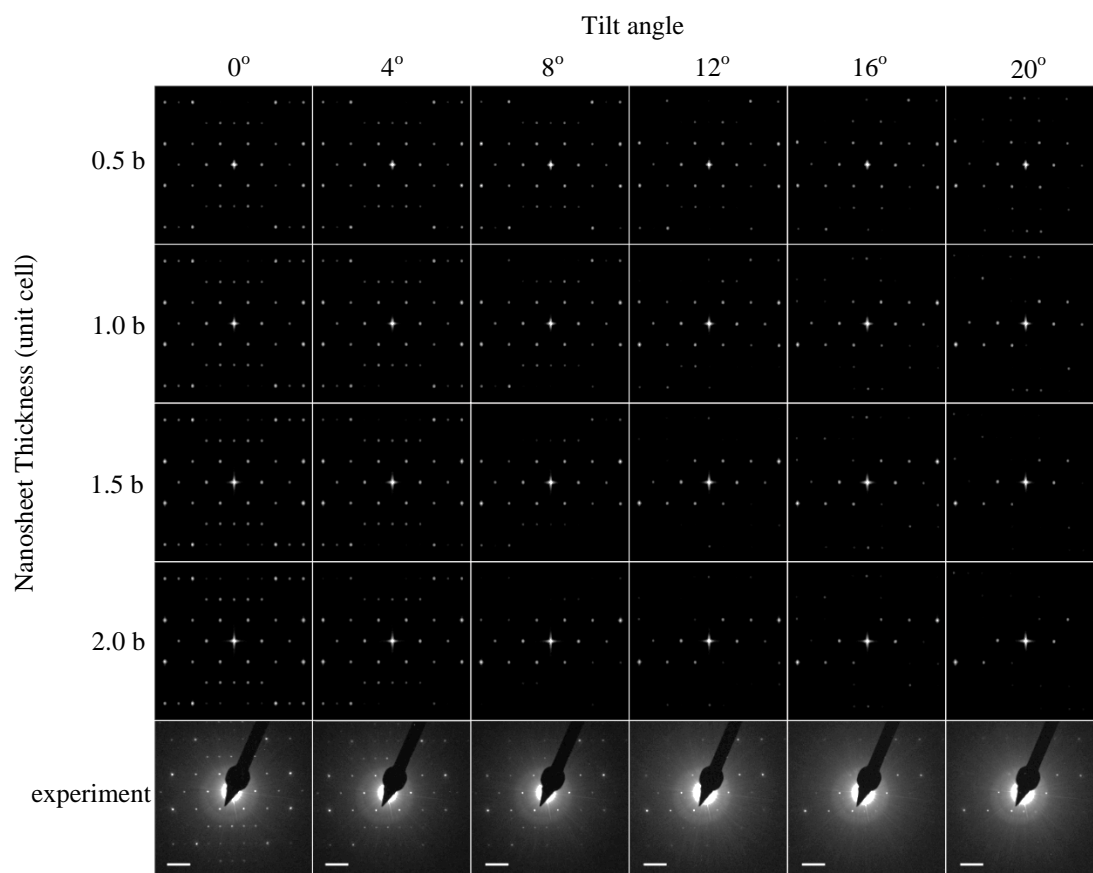 Tilt angle
0° 4° 8° 12° 16° 20°
Nanosheet Thickness (unit cell)
0.5 b
1.0 b
1.5 b
2.0 b
experiment